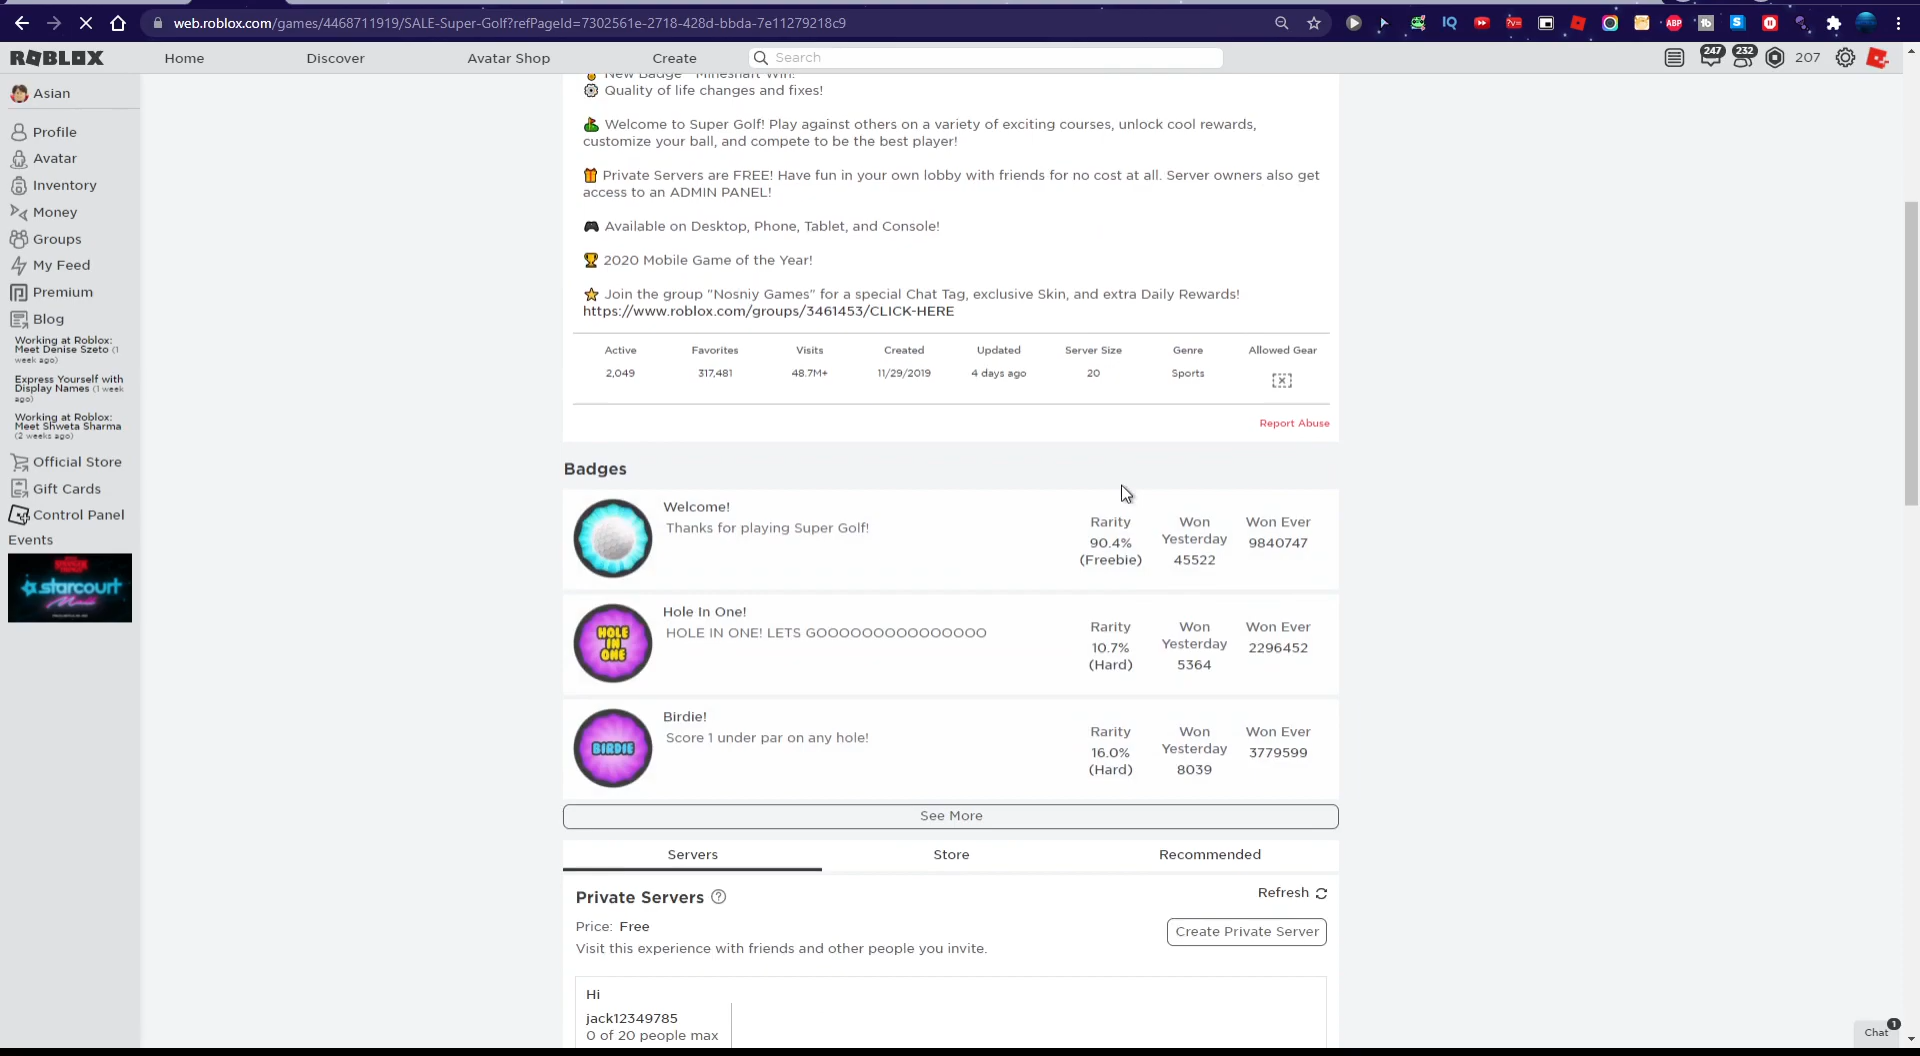 web.roblox.com/games/4468711919/SALE-Super-Golf?refPageId=7302561e-2718-428d-bbda-7e11279218c9
ROBLOX
Home
Discover
Avatar Shop
Create
Search
247
232
207
Asian
Profile
Avatar
Inventory
Money
Groups
My Feed
Premium
Blog
Working at Roblox:
Meet Denise Szeto (1
week ago)
Express Yourself with
Display Names (1 week
ago)
Working at Roblox:
Meet Shweta Sharma
(2 weeks ago)
Official Store
Gift Cards
Control Panel
Events
starcourt
New Badge - Mineshaft Win!
Quality of life changes and fixes!
Welcome to Super Golf! Play against others on a variety of exciting courses, unlock cool rewards,
customize your ball, and compete to be the best player!
Private Servers are FREE! Have fun in your own lobby with friends for no cost at all. Server owners also get
access to an ADMIN PANEL!
Available on Desktop, Phone, Tablet, and Console!
2020 Mobile Game of the Year!
Join the group "Nosniy Games" for a special Chat Tag, exclusive Skin, and extra Daily Rewards!
https://www.roblox.com/groups/3461453/CLICK-HERE
Active Favorites Visits Created Updated Server Size Genre Allowed Gear
2,049 317,481 48.7M+ 11/29/2019 4 days ago 20 Sports
Report Abuse
Badges
Welcome!
Thanks for playing Super Golf!
Rarity
90.4%
(Freebie)
Won
Yesterday
45522
Won Ever
9840747
HOLE
IN
ONE
Hole In One!
HOLE IN ONE! LETS GOOOOOOOOOOOOOOO
Rarity
10.7%
(Hard)
Won
Yesterday
5364
Won Ever
2296452
BIRDIE
Birdie!
Score 1 under par on any hole!
Rarity
16.0%
(Hard)
Won
Yesterday
8039
Won Ever
3779599
See More
Servers
Store
Recommended
Private Servers
Refresh
Price: Free
Create Private Server
Visit this experience with friends and other people you invite.
Hi
jack12349785
0 of 20 people max
Chat
1